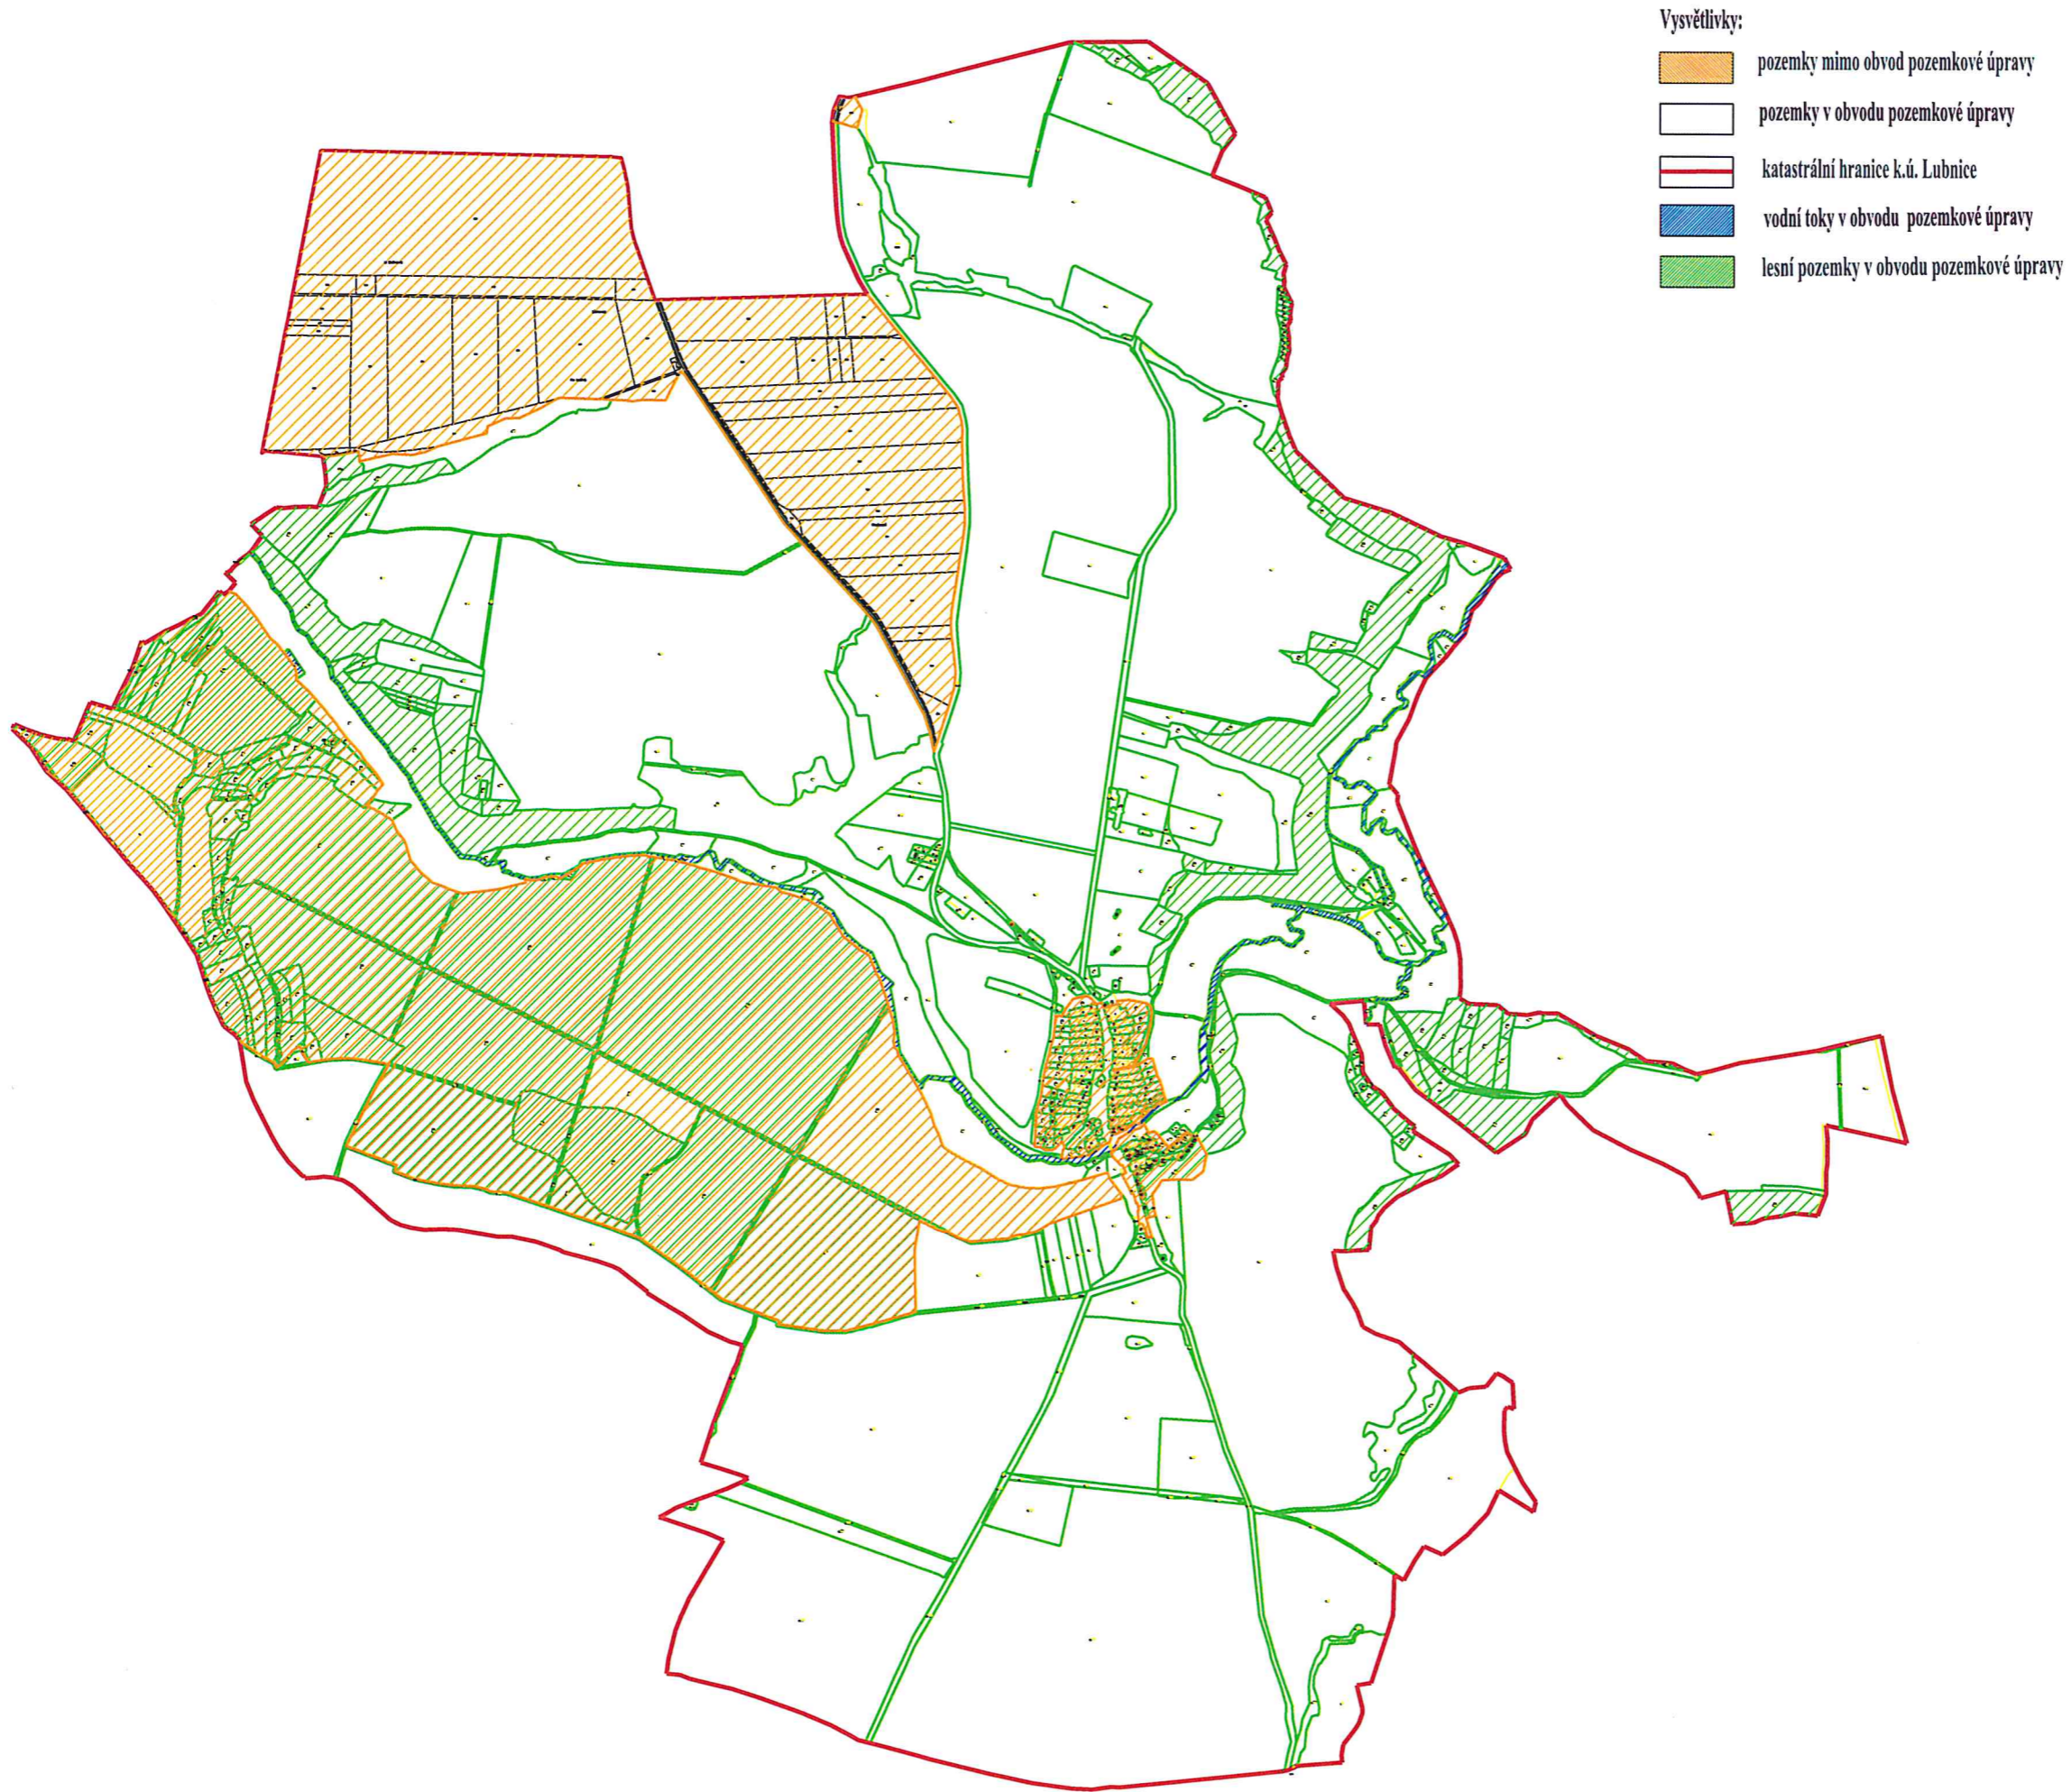 Vysvětlivky:
pozemky mimo obvod pozemkové úpravy
pozemky v obvodu pozemkové úpravy
katastrální hranice k.ú. Lubnice
vodní toky v obvodu pozemkové úpravy
lesní pozemky v obvodu pozemkové úpravy